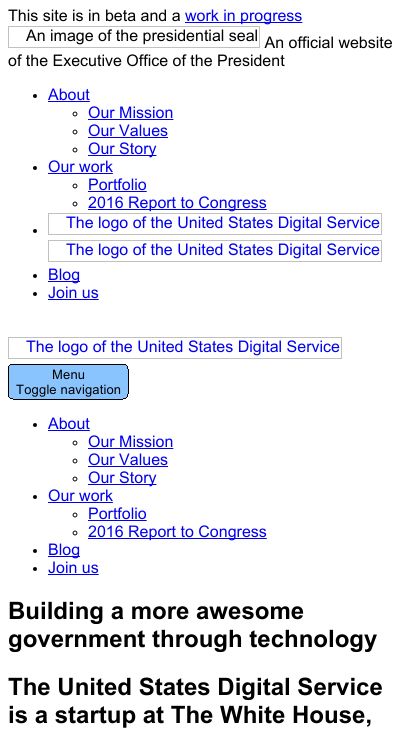 This site is in beta and a work in progress
An image of the presidential seal An official website
of the Executive Office of the President
About
Our Mission
Our Values
Our Story
Our work
Portfolio
2016 Report to Congress
The logo of the United States Digital Service
The logo of the United States Digital Service
Blog
Join us
The logo of the United States Digital Service
Menu
Toggle navigation
About
Our Mission
Our Values
Our Story
Our work
Portfolio
2016 Report to Congress
Blog
Join us
Building a more awesome
government through technology
The United States Digital Service
is a startup at The White House,